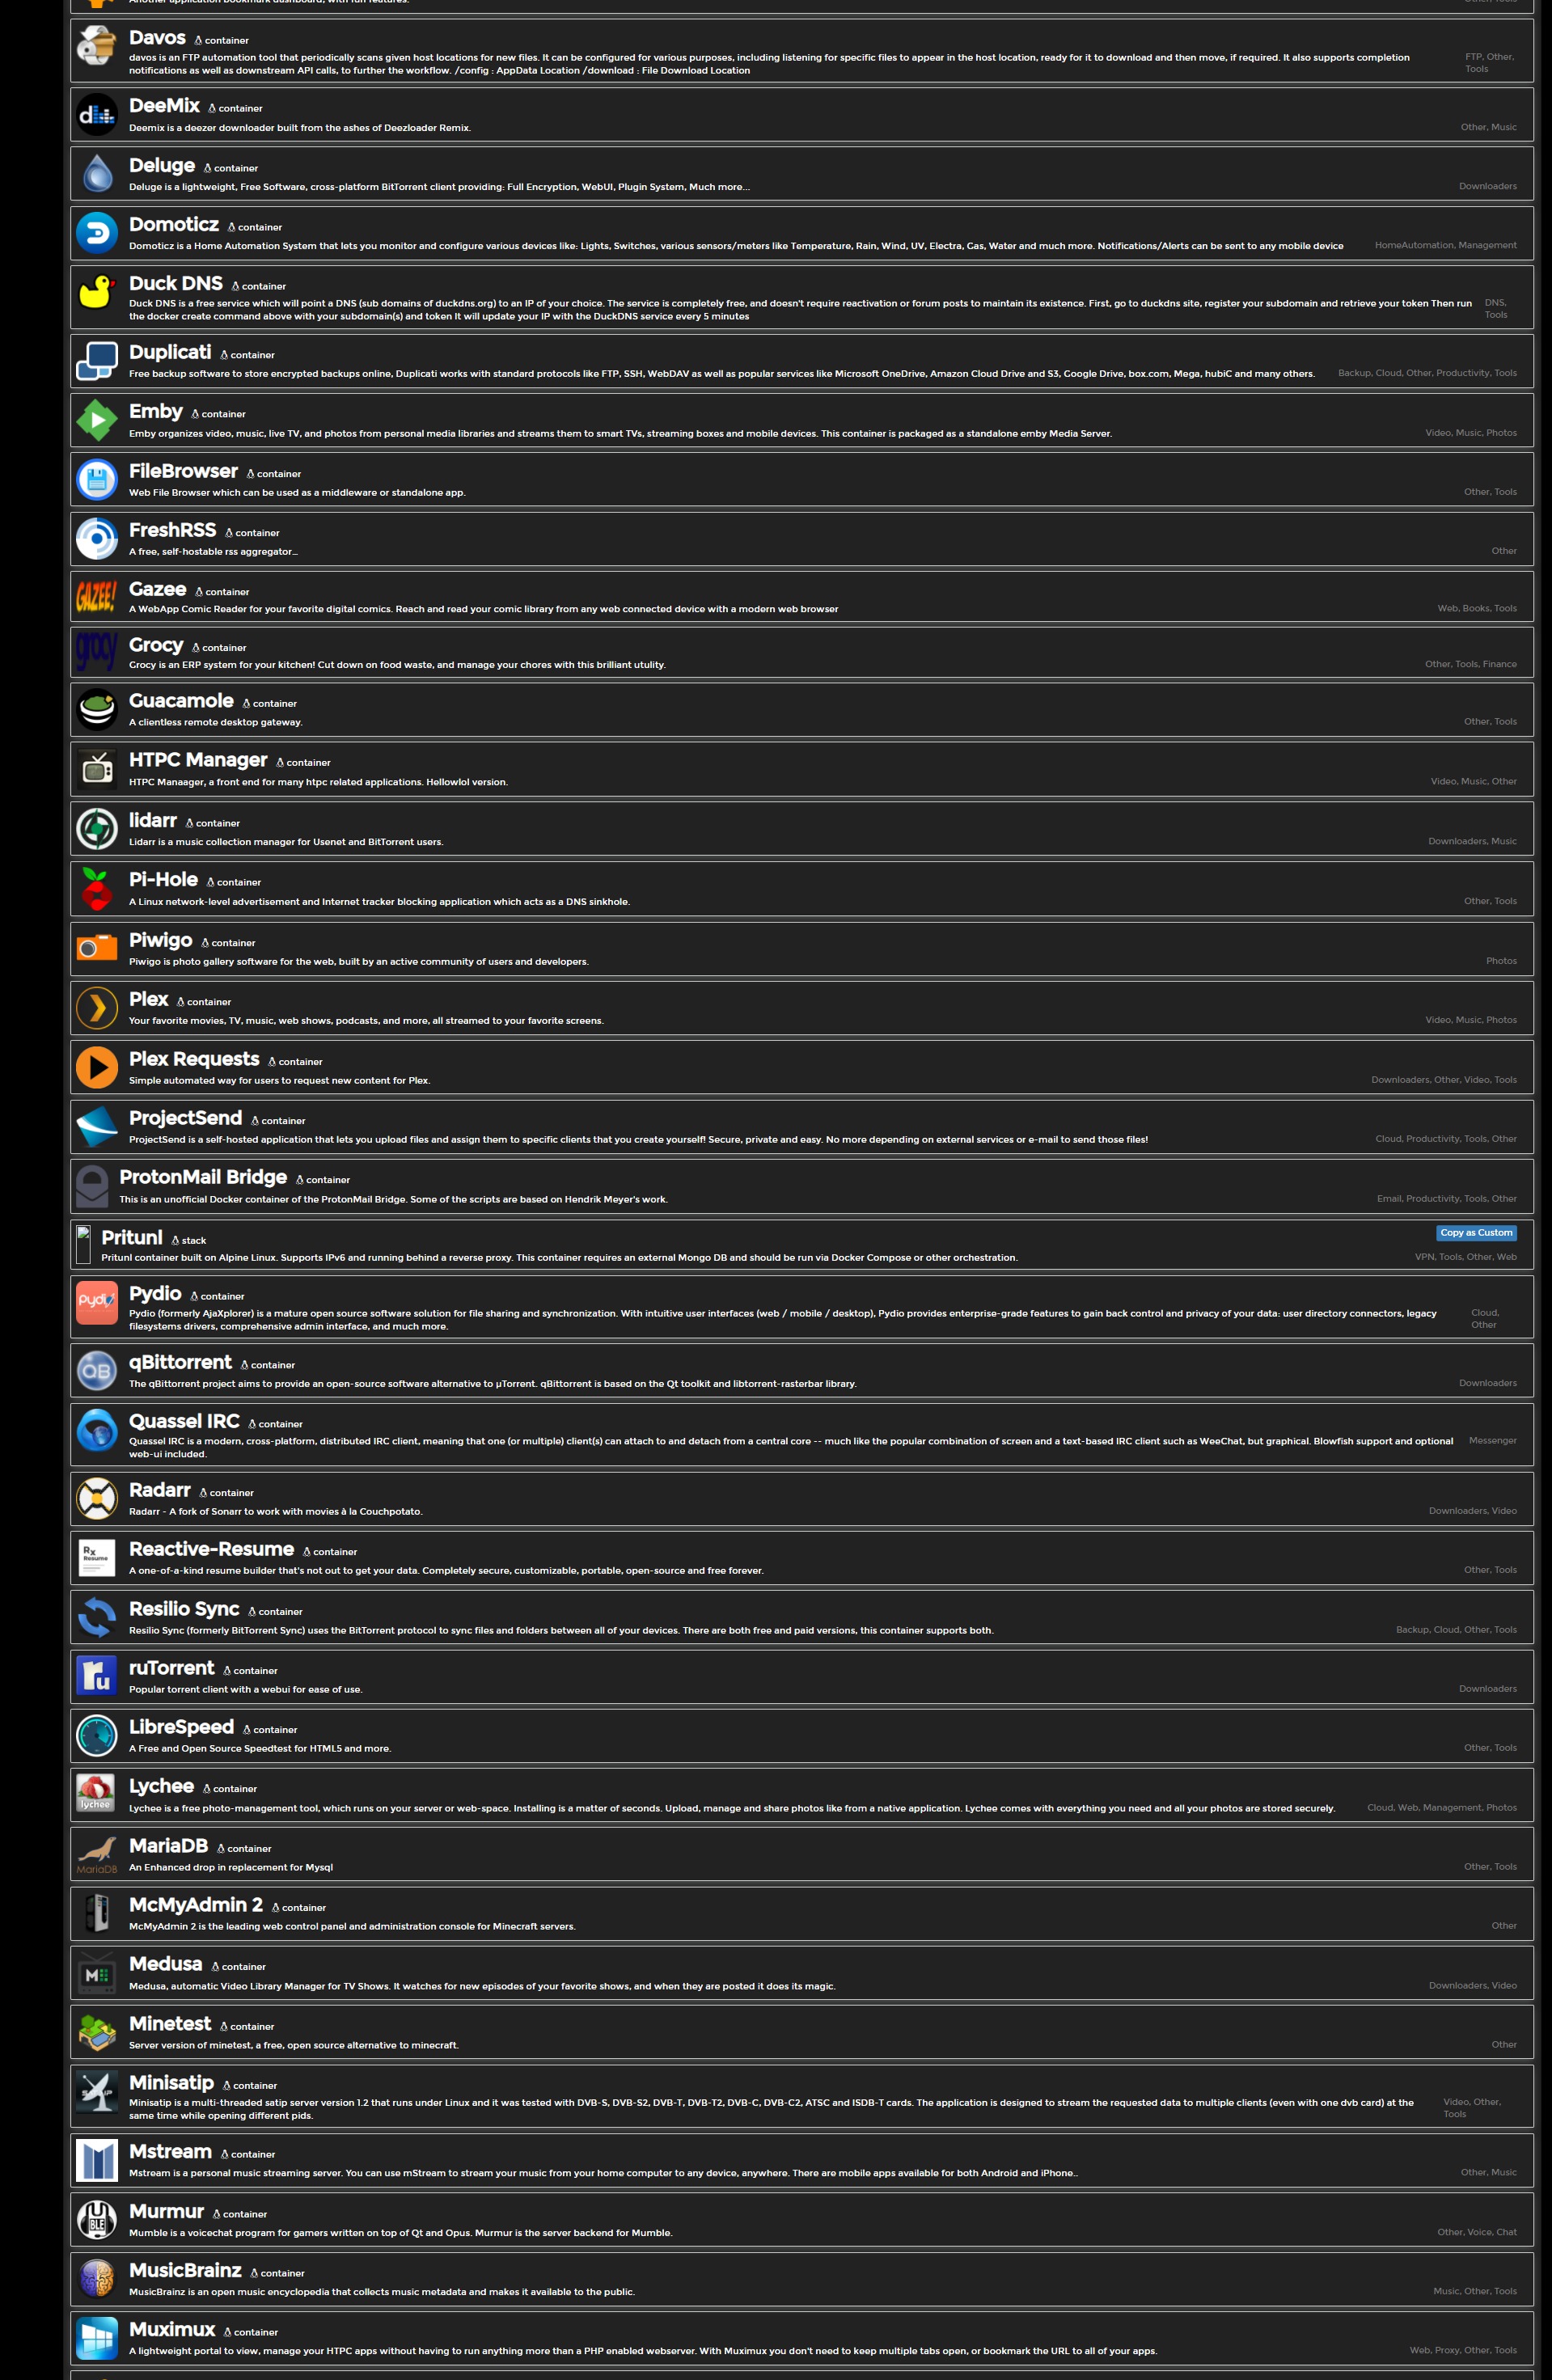 Another application bookmark dashboard, with fun features.
Other, Tools
Davos container
davos is an FTP automation tool that periodically scans given host locations for new files. It can be configured for various purposes, including listening for specific files to appear in the host location, ready for it to download and then move, if required. It also supports completion
notifications as well as downstream API calls, to further the workflow. /config : AppData Location /download : File Download Location
FTP, Other,
Tools
DeeMix container
Deemix is a deezer downloader built from the ashes of Deezloader Remix.
Other, Music
Deluge container
Deluge is a lightweight, Free Software, cross-platform BitTorrent client providing: Full Encryption, WebUI, Plugin System, Much more...
Downloaders
Domoticz container
Domoticz is a Home Automation System that lets you monitor and configure various devices like: Lights, Switches, various sensors/meters like Temperature, Rain, Wind, UV, Electra, Gas, Water and much more. Notifications/Alerts can be sent to any mobile device
HomeAutomation, Management
Duck DNS container
Duck DNS is a free service which will point a DNS (sub domains of duckdns.org) to an IP of your choice. The service is completely free, and doesn't require reactivation or forum posts to maintain its existence. First, go to duckdns site, register your subdomain and retrieve your token Then run
the docker create command above with your subdomain(s) and token It will update your IP with the DuckDNS service every 5 minutes
DNS,
Tools
Duplicati container
Free backup software to store encrypted backups online, Duplicati works with standard protocols like FTP, SSH, WebDAV as well as popular services like Microsoft OneDrive, Amazon Cloud Drive and S3, Google Drive, box.com, Mega, hubiC and many others.
Backup, Cloud, Other, Productivity, Tools
Emby container
Emby organizes video, music, live TV, and photos from personal media libraries and streams them to smart TVs, streaming boxes and mobile devices. This container is packaged as a standalone emby Media Server.
Video, Music, Photos
FileBrowser container
Web File Browser which can be used as a middleware or standalone app.
Other, Tools
FreshRSS container
A free, self-hostable rss aggregator…
Other
GAZEE!
Gazee container
A WebApp Comic Reader for your favorite digital comics. Reach and read your comic library from any web connected device with a modern web browser
Web, Books, Tools
grocy
Grocy container
Grocy is an ERP system for your kitchen! Cut down on food waste, and manage your chores with this brilliant utulity.
Other, Tools, Finance
Guacamole container
A clientless remote desktop gateway.
Other, Tools
HTPC Manager container
HTPC Manaager, a front end for many htpc related applications. Hellowlol version.
Video, Music, Other
lidarr container
Lidarr is a music collection manager for Usenet and BitTorrent users.
Downloaders, Music
Pi-Hole container
A Linux network-level advertisement and Internet tracker blocking application which acts as a DNS sinkhole.
Other, Tools
Piwigo container
Piwigo is photo gallery software for the web, built by an active community of users and developers.
Photos
Plex container
Your favorite movies, TV, music, web shows, podcasts, and more, all streamed to your favorite screens.
Video, Music, Photos
Plex Requests container
Simple automated way for users to request new content for Plex.
Downloaders, Other, Video, Tools
ProjectSend container
ProjectSend is a self-hosted application that lets you upload files and assign them to specific clients that you create yourself! Secure, private and easy. No more depending on external services or e-mail to send those files!
Cloud, Productivity, Tools, Other
ProtonMail Bridge container
This is an unofficial Docker container of the ProtonMail Bridge. Some of the scripts are based on Hendrik Meyer's work.
Email, Productivity, Tools, Other
Pritunl stack
Copy as Custom
Pritunl container built on Alpine Linux. Supports IPv6 and running behind a reverse proxy. This container requires an external Mongo DB and should be run via Docker Compose or other orchestration.
VPN, Tools, Other, Web
pydio
Pydio container
Pydio (formerly AjaXplorer) is a mature open source software solution for file sharing and synchronization. With intuitive user interfaces (web / mobile / desktop), Pydio provides enterprise-grade features to gain back control and privacy of your data: user directory connectors, legacy
filesystems drivers, comprehensive admin interface, and much more.
Cloud,
Other
QB
qBittorrent container
The qBittorrent project aims to provide an open-source software alternative to µTorrent. qBittorrent is based on the Qt toolkit and libtorrent-rasterbar library.
Downloaders
Quassel IRC container
Quassel IRC is a modern, cross-platform, distributed IRC client, meaning that one (or multiple) client(s) can attach to and detach from a central core -- much like the popular combination of screen and a text-based IRC client such as WeeChat, but graphical. Blowfish support and optional
web-ui included.
Messenger
Radarr container
Radarr - A fork of Sonarr to work with movies à la Couchpotato.
Downloaders, Video
Rx
Resume
Reactive-Resume container
A one-of-a-kind resume builder that's not out to get your data. Completely secure, customizable, portable, open-source and free forever.
Other, Tools
Resilio Sync container
Resilio Sync (formerly BitTorrent Sync) uses the BitTorrent protocol to sync files and folders between all of your devices. There are both free and paid versions, this container supports both.
Backup, Cloud, Other, Tools
ru
ruTorrent container
Popular torrent client with a webui for ease of use.
Downloaders
LibreSpeed container
A Free and Open Source Speedtest for HTML5 and more.
Other, Tools
lychee
Lychee container
Lychee is a free photo-management tool, which runs on your server or web-space. Installing is a matter of seconds. Upload, manage and share photos like from a native application. Lychee comes with everything you need and all your photos are stored securely.
Cloud, Web, Management, Photos
MariaDB
MariaDB container
An Enhanced drop in replacement for Mysql
Other, Tools
McMyAdmin 2 container
McMyAdmin 2 is the leading web control panel and administration console for Minecraft servers.
Other
Medusa container
Medusa, automatic Video Library Manager for TV Shows. It watches for new episodes of your favorite shows, and when they are posted it does its magic.
Downloaders, Video
Minetest container
Server version of minetest, a free, open source alternative to minecraft.
Other
Minisatip container
Minisatip is a multi-threaded satip server version 1.2 that runs under Linux and it was tested with DVB-S, DVB-S2, DVB-T, DVB-T2, DVB-C, DVB-C2, ATSC and ISDB-T cards. The application is designed to stream the requested data to multiple clients (even with one dvb card) at the
same time while opening different pids.
Video, Other,
Tools
Mstream container
Mstream is a personal music streaming server. You can use mStream to stream your music from your home computer to any device, anywhere. There are mobile apps available for both Android and iPhone..
Other, Music
Murmur container
Mumble is a voicechat program for gamers written on top of Qt and Opus. Murmur is the server backend for Mumble.
Other, Voice, Chat
MusicBrainz container
MusicBrainz is an open music encyclopedia that collects music metadata and makes it available to the public.
Music, Other, Tools
Muximux container
A lightweight portal to view, manage your HTPC apps without having to run anything more than a PHP enabled webserver. With Muximux you don't need to keep multiple tabs open, or bookmark the URL to all of your apps.
Web, Proxy, Other, Tools